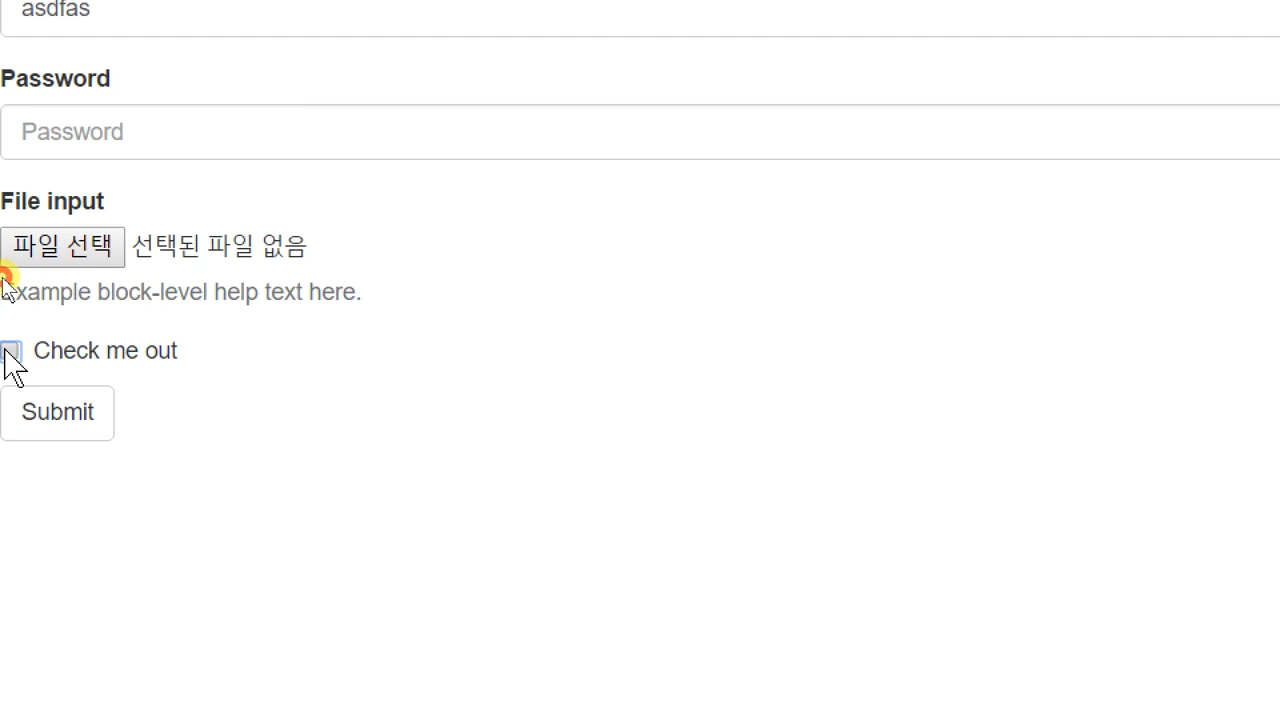 asdfas
Password
Password
File input
파일 선택 선택된 파일 없음
Example block-level help text here.
Check me out
Submit